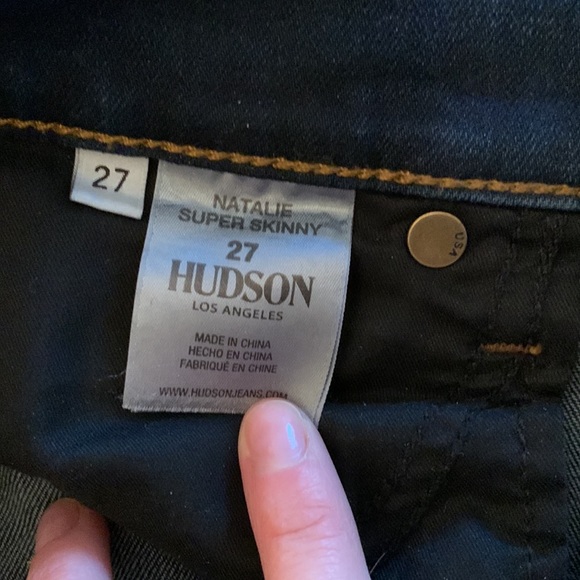 27
NATALIE
SUPER SKINNY
27
HUDSON
LOS ANGELES
MADE IN CHINA
HECHO EN CHINA
FABRIQUÉ EN CHINE
WWW.HUDSONJEANS.COM
USA